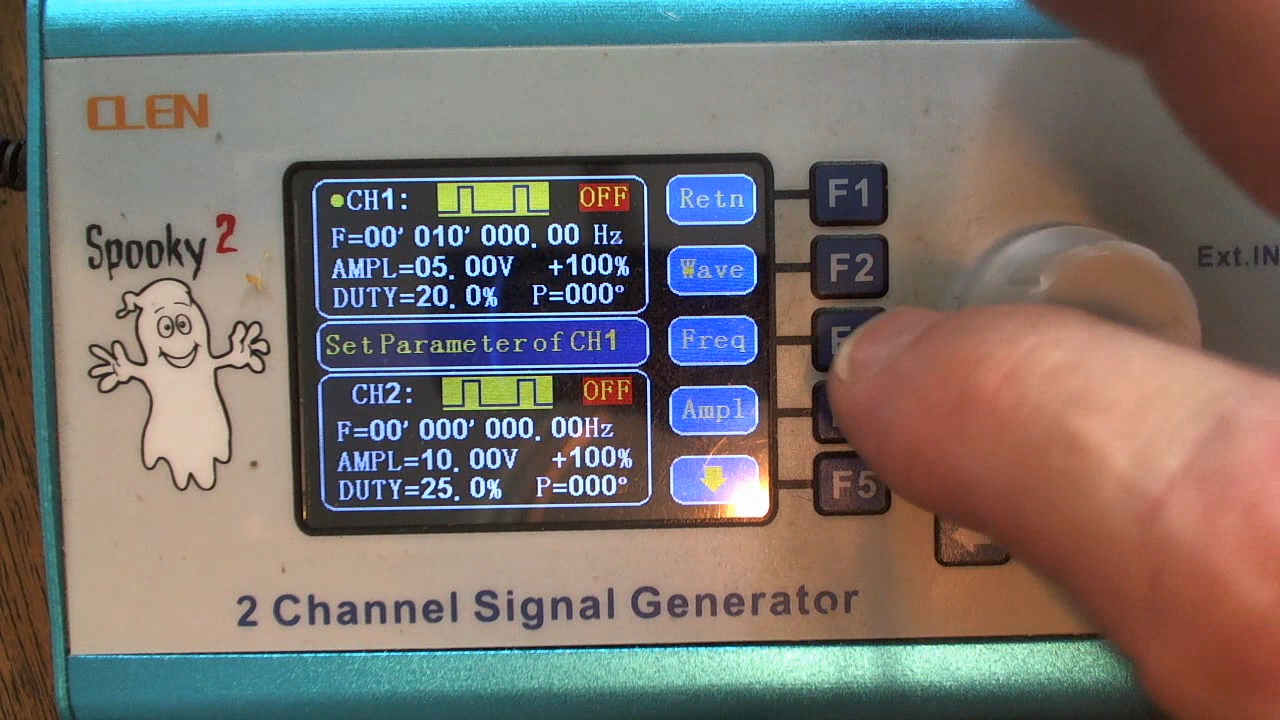 CLEN
Spooky2
CH1: OFF
F=00'010'000.00 Hz
AMPL=05.00V +100%
DUTY=20.0% P=000°
Set Parameter of CH1
CH2: OFF
F=00'000'000.00Hz
AMPL=10.00V +100%
DUTY=25.0% P=000°
Retn
Wave
Freq
Ampl
F1
F2
F5
Ext.IN
2 Channel Signal Generator